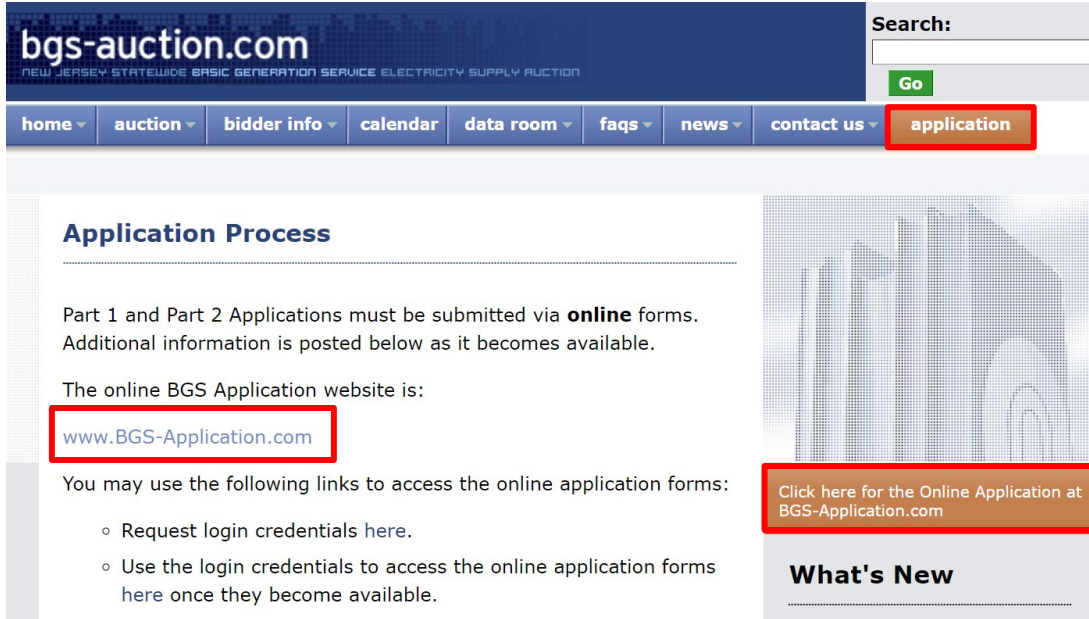 bgs-auction.com
NEW JERSEY STATEWIDE BASIC GENERATION SERVICE ELECTRICITY SUPPLY AUCTION
Search:
Go
home auction bidder info calendar data room faqs news contact us application
Application Process
Part 1 and Part 2 Applications must be submitted via online forms.
Additional information is posted below as it becomes available.
The online BGS Application website is:
www.BGS-Application.com
You may use the following links to access the online application forms:
Request login credentials here.
Use the login credentials to access the online application forms
here once they become available.
Click here for the Online Application at
BGS-Application.com
What's New